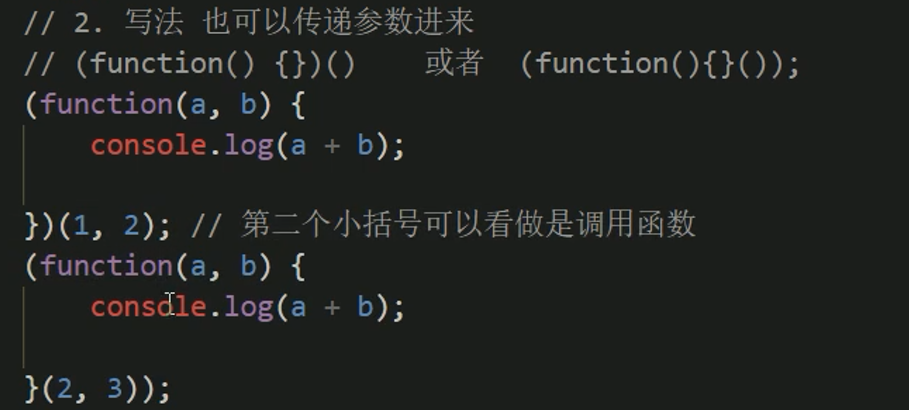 // 2. 写法 也可以传递参数进来
// (function() {})()    或者  (function(){}());
(function(a, b) {
    console.log(a + b);
})(1, 2); // 第二个小括号可以看做是调用函数
(function(a, b) {
    console.log(a + b);
}(2, 3));